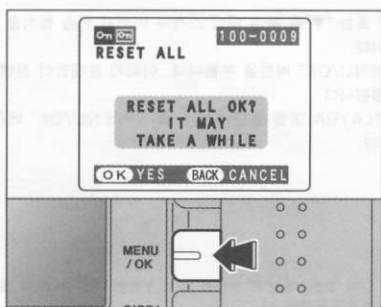 100-0009
RESET ALL
RESET ALL OK?
IT MAY
TAKE A WHILE
OK YES BACK CANCEL
MENU
/ OK